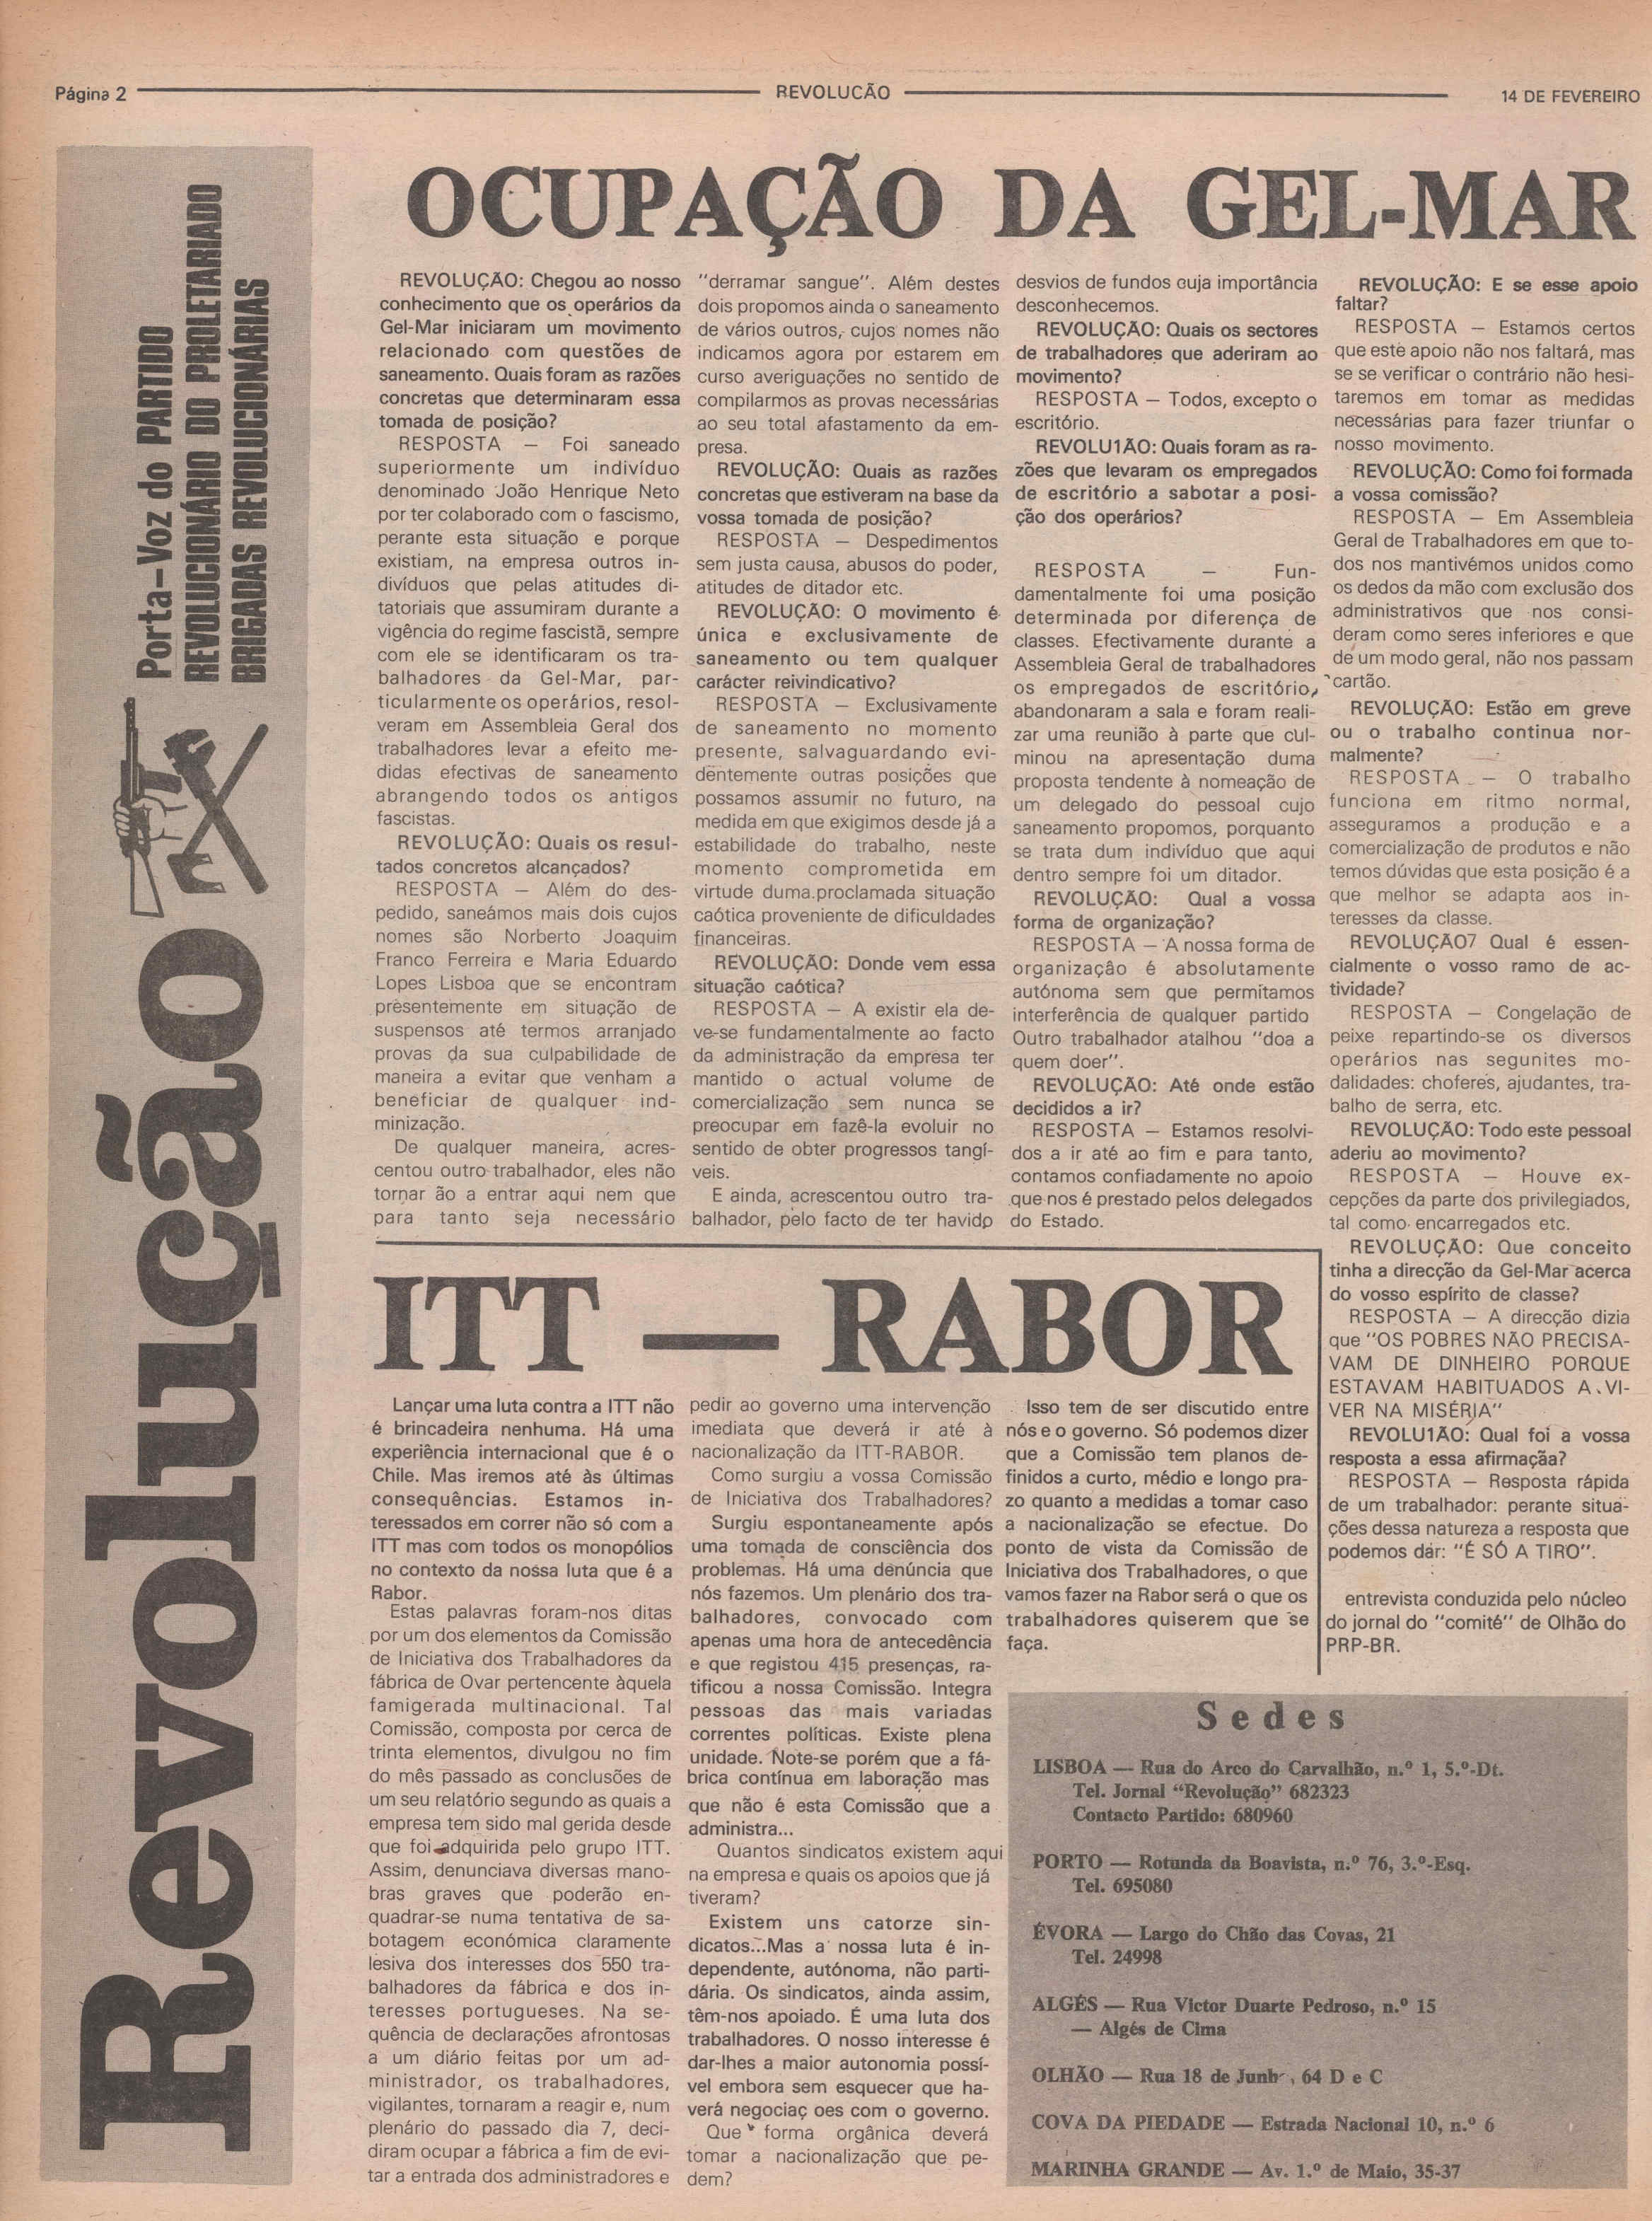 Página 2
REVOLUCÃO
14 DE FEVEREIRO
Revolução
Porta-Voz do PARTIDO
REVOLUCIONÁRIO DO PROLETARIADO
BRIGADAS REVOLUCIONÁRIAS
OCUPAÇÃO DA GEL-MAR
REVOLUÇÃO: Chegou ao nosso
conhecimento que os operários da
Gel-Mar iniciaram um movimento
relacionado com questões de
saneamento. Quais foram as razões
concretas que determinaram essa
tomada de posição?
RESPOSTA — Foi saneado
superiormente um indivíduo
denominado João Henrique Neto
por ter colaborado com o fascismo,
perante esta situação e porque
existiam, na empresa outros in-
divíduos que pelas atitudes di-
tatoriais que assumiram durante a
vigência do regime fascista, sempre
com ele se identificaram os tra-
balhadores da Gel-Mar, par-
ticularmente os operários, resol-
veram em Assembleia Geral dos
trabalhadores levar a efeito me-
didas efectivas de saneamento
abrangendo todos os antigos
fascistas.
REVOLUÇÃO: Quais os resul-
tados concretos alcançados?
RESPOSTA — Além do des-
pedido, saneámos mais dois cujos
nomes são Norberto Joaquim
Franco Ferreira e Maria Eduardo
Lopes Lisboa que se encontram
presentemente em situação de
suspensos até termos arranjado
provas da sua culpabilidade de
maneira a evitar que venham a
beneficiar de qualquer ind-
minização.
De qualquer maneira, acres-
centou outro trabalhador, eles não
tornar ão a entrar aqui nem que
para tanto seja necessário
"derramar sangue". Além destes
dois propomos ainda o saneamento
de vários outros, cujos nomes não
indicamos agora por estarem em
curso averiguações no sentido de
compilarmos as provas necessárias
ao seu total afastamento da em-
presa.
REVOLUÇÃO: Quais as razões
concretas que estiveram na base da
vossa tomada de posição?
RESPOSTA — Despedimentos
sem justa causa, abusos do poder,
atitudes de ditador etc.
REVOLUÇÃO: O movimento é
única e exclusivamente de
saneamento ou tem qualquer
carácter reivindicativo?
RESPOSTA — Exclusivamente
de saneamento no momento
presente, salvaguardando evi-
dentemente outras posições que
possamos assumir no futuro, na
medida em que exigimos desde já a
estabilidade do trabalho, neste
momento comprometida em
virtude duma proclamada situação
caótica proveniente de dificuldades
financeiras.
REVOLUÇÃO: Donde vem essa
situação caótica?
RESPOSTA — A existir ela de-
ve-se fundamentalmente ao facto
da administração da empresa ter
mantido o actual volume de
comercialização sem nunca se
preocupar em fazê-la evoluir no
sentido de obter progressos tangí-
veis.
E ainda, acrescentou outro tra-
balhador, pelo facto de ter havido
desvios de fundos cuja importância
desconhecemos.
REVOLUÇÃO: Quais os sectores
de trabalhadores que aderiram ao
movimento?
RESPOSTA — Todos, excepto o
escritório.
REVOLU1ÃO: Quais foram as ra-
zões que levaram os empregados
de escritório a sabotar a posi-
ção dos operários?
RESPOSTA — Fun-
damentalmente foi uma posição
determinada por diferença de
classes. Efectivamente durante a
Assembleia Geral de trabalhadores
os empregados de escritório,
abandonaram a sala e foram reali-
zar uma reunião à parte que cul-
minou na apresentação duma
proposta tendente à nomeação de
um delegado do pessoal cujo
saneamento propomos, porquanto
se trata dum indivíduo que aqui
dentro sempre foi um ditador.
REVOLUÇÃO: Qual a vossa
forma de organização?
RESPOSTA — A nossa forma de
organização é absolutamente
autónoma sem que permitamos
interferência de qualquer partido
Outro trabalhador atalhou "doa a
quem doer".
REVOLUÇÃO: Até onde estão
decididos a ir?
RESPOSTA — Estamos resolvi-
dos a ir até ao fim e para tanto,
contamos confiadamente no apoio
que nos é prestado pelos delegados
do Estado.
REVOLUÇÃO: E se esse apoio
faltar?
RESPOSTA — Estamos certos
que este apoio não nos faltará, mas
se se verificar o contrário não hesi-
taremos em tomar as medidas
necessárias para fazer triunfar o
nosso movimento.
REVOLUÇÃO: Como foi formada
a vossa comissão?
RESPOSTA — Em Assembleia
Geral de Trabalhadores em que to-
dos nos mantivémos unidos como
os dedos da mão com exclusão dos
administrativos que nos consi-
deram como seres inferiores e que
de um modo geral, não nos passam
cartão.
REVOLUÇÃO: Estão em greve
ou o trabalho continua nor-
malmente?
RESPOSTA — O trabalho
funciona em ritmo normal,
asseguramos a produção e a
comercialização de produtos e não
temos dúvidas que esta posição é a
que melhor se adapta aos in-
teresses da classe.
REVOLUÇÃO7 Qual é essen-
cialmente o vosso ramo de ac-
tividade?
RESPOSTA — Congelação de
peixe repartindo-se os diversos
operários nas segunites mo-
dalidades: choferes, ajudantes, tra-
balho de serra, etc.
REVOLUÇÃO: Todo este pessoal
aderiu ao movimento?
RESPOSTA — Houve ex-
cepções da parte dos privilegiados,
tal como encarregados etc.
REVOLUÇÃO: Que conceito
tinha a direcção da Gel-Mar acerca
do vosso espírito de classe?
RESPOSTA — A direcção dizia
que "OS POBRES NÃO PRECISA-
VAM DE DINHEIRO PORQUE
ESTAVAM HABITUADOS A VI-
VER NA MISÉRIA"
REVOLU1ÃO: Qual foi a vossa
resposta a essa afirmaçãa?
RESPOSTA — Resposta rápida
de um trabalhador: perante situa-
ções dessa natureza a resposta que
podemos dar: "É SÓ A TIRO".
entrevista conduzida pelo núcleo
do jornal do "comité" de Olhão do
PRP-BR.
ITT — RABOR
Lançar uma luta contra a ITT não
é brincadeira nenhuma. Há uma
experiência internacional que é o
Chile. Mas iremos até às últimas
consequências. Estamos in-
teressados em correr não só com a
ITT mas com todos os monopólios
no contexto da nossa luta que é a
Rabor.
Estas palavras foram-nos ditas
por um dos elementos da Comissão
de Iniciativa dos Trabalhadores da
fábrica de Ovar pertencente àquela
famigerada multinacional. Tal
Comissão, composta por cerca de
trinta elementos, divulgou no fim
do mês passado as conclusões de
um seu relatório segundo as quais a
empresa tem sido mal gerida desde
que foi adquirida pelo grupo ITT.
Assim, denunciava diversas mano-
bras graves que poderão en-
quadrar-se numa tentativa de sa-
botagem económica claramente
lesiva dos interesses dos 550 tra-
balhadores da fábrica e dos in-
teresses portugueses. Na se-
quência de declarações afrontosas
a um diário feitas por um ad-
ministrador, os trabalhadores,
vigilantes, tornaram a reagir e, num
plenário do passado dia 7, deci-
diram ocupar a fábrica a fim de evi-
tar a entrada dos administradores e
pedir ao governo uma intervenção
imediata que deverá ir até à
nacionalização da ITT-RABOR.
Como surgiu a vossa Comissão
de Iniciativa dos Trabalhadores?
Surgiu espontaneamente após
uma tomada de consciência dos
problemas. Há uma denúncia que
nós fazemos. Um plenário dos tra-
balhadores, convocado com
apenas uma hora de antecedência
e que registou 415 presenças, ra-
tificou a nossa Comissão. Integra
pessoas das mais variadas
correntes políticas. Existe plena
unidade. Note-se porém que a fá-
brica contínua em laboração mas
que não é esta Comissão que a
administra...
Quantos sindicatos existem aqui
na empresa e quais os apoios que já
tiveram?
Existem uns catorze sin-
dicatos...Mas a nossa luta é in-
dependente, autónoma, não parti-
dária. Os sindicatos, ainda assim,
têm-nos apoiado. É uma luta dos
trabalhadores. O nosso interesse é
dar-lhes a maior autonomia possí-
vel embora sem esquecer que ha-
verá negociaç oes com o governo.
Que forma orgânica deverá
tomar a nacionalização que pe-
dem?
Isso tem de ser discutido entre
nós e o governo. Só podemos dizer
que a Comissão tem planos de-
finidos a curto, médio e longo pra-
zo quanto a medidas a tomar caso
a nacionalização se efectue. Do
ponto de vista da Comissão de
Iniciativa dos Trabalhadores, o que
vamos fazer na Rabor será o que os
trabalhadores quiserem que se
faça.
Sedes
LISBOA — Rua do Arco do Carvalhão, n.º 1, 5.º-Dt.
Tel. Jornal "Revolução" 682323
Contacto Partido: 680960
PORTO — Rotunda da Boavista, n.º 76, 3.º-Esq.
Tel. 695080
ÉVORA — Largo do Chão das Covas, 21
Tel. 24998
ALGÉS — Rua Victor Duarte Pedroso, n.º 15
— Algés de Cima
OLHÃO — Rua 18 de Junh , 64 D e C
COVA DA PIEDADE — Estrada Nacional 10, n.º 6
MARINHA GRANDE — Av. 1.º de Maio, 35-37